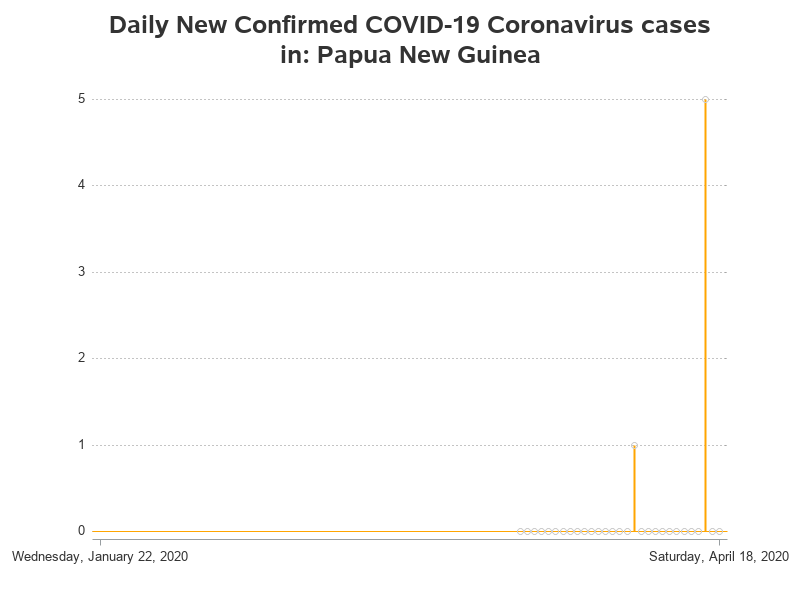 Daily New Confirmed COVID-19 Coronavirus cases
in: Papua New Guinea
5
4
3
2
1
0
Wednesday, January 22, 2020
Saturday, April 18, 2020